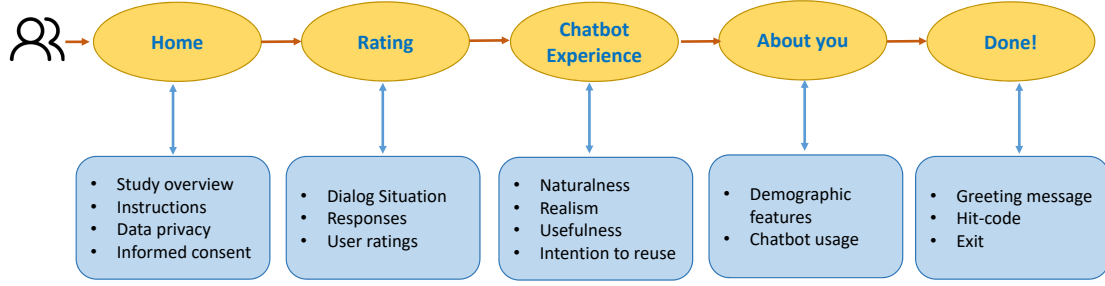 Home
Rating
Chatbot
Experience
About you
Done!
• Study overview
• Instructions
• Data privacy
• Informed consent
• Dialog Situation
• Responses
• User ratings
• Naturalness
• Realism
• Usefulness
• Intention to reuse
• Demographic
features
• Chatbot usage
• Greeting message
• Hit-code
• Exit